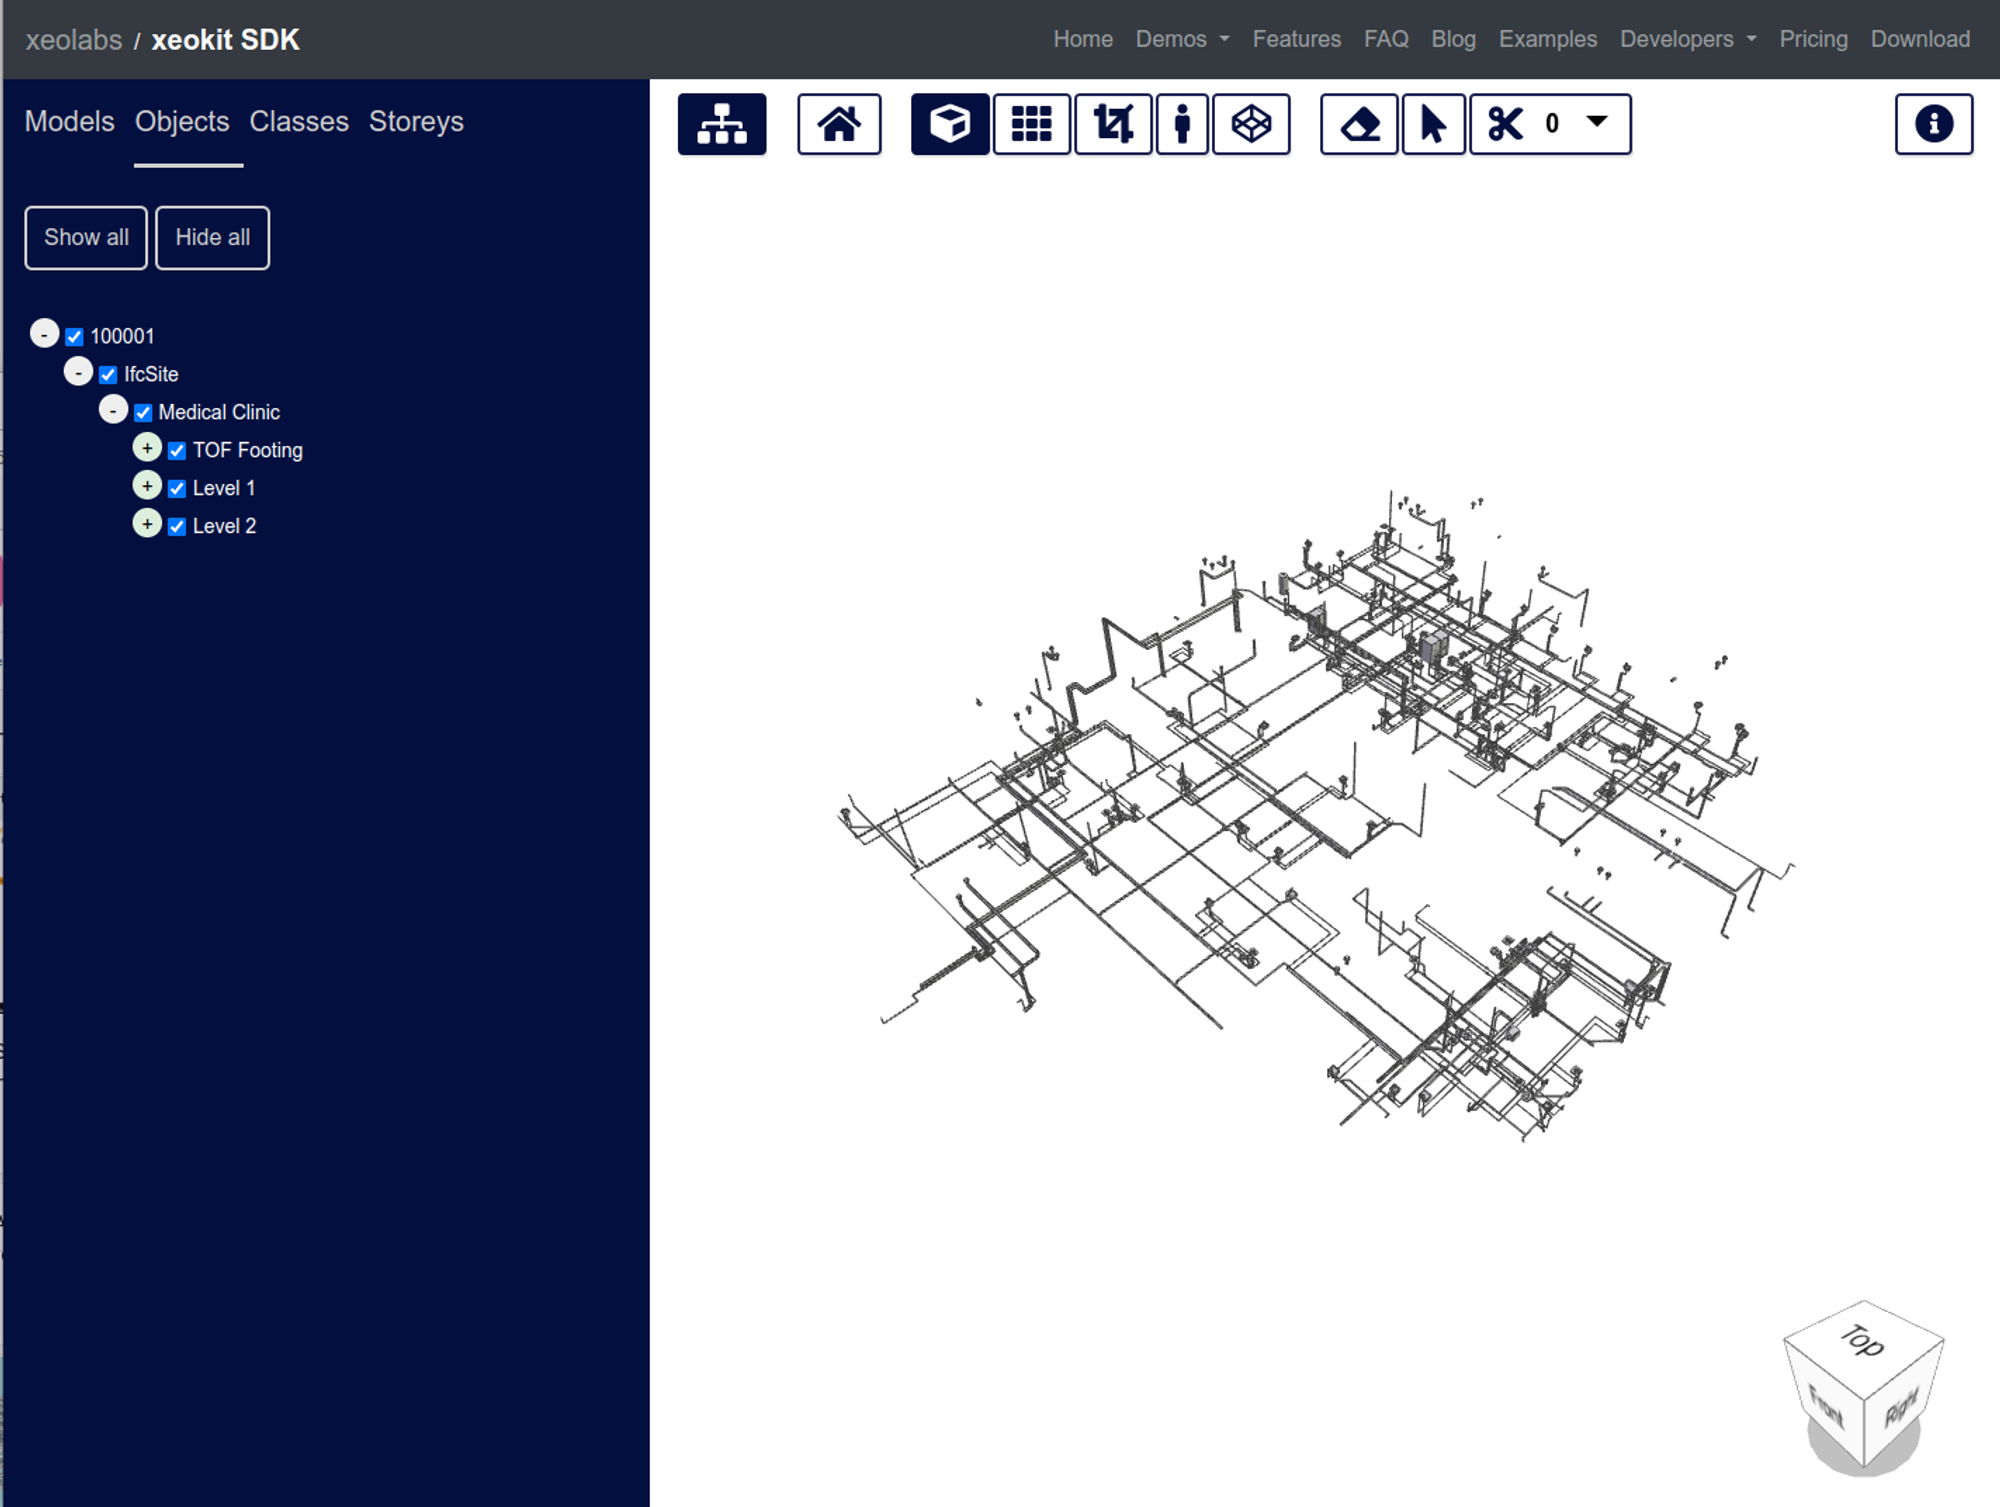 xeolabs / xeokit SDK
Home Demos Features FAQ Blog Examples Developers Pricing Download
Models Objects Classes Storeys
0
Show all Hide all
- 100001
- IfcSite
- Medical Clinic
+ TOF Footing
+ Level 1
+ Level 2
Top
Front Right